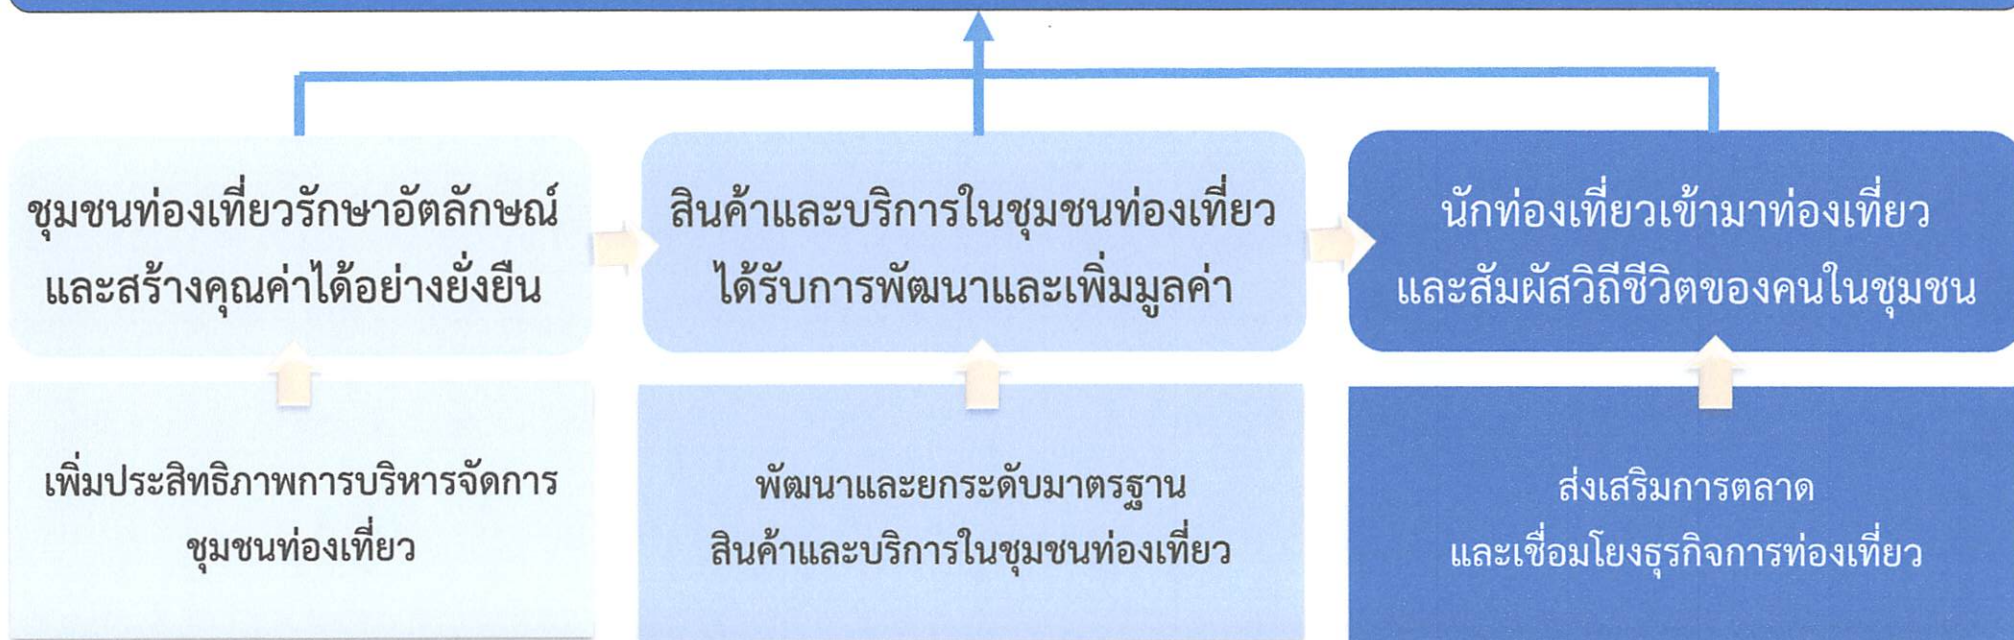 ชุมชนท่องเที่ยวรักษาอัตลักษณ์
และสร้างคุณค่าได้อย่างยั่งยืน
สินค้าและบริการในชุมชนท่องเที่ยว
ได้รับการพัฒนาและเพิ่มมูลค่า
นักท่องเที่ยวเข้ามาท่องเที่ยว
และสัมผัสวิถีชีวิตของคนในชุมชน
เพิ่มประสิทธิภาพการบริหารจัดการ
ชุมชนท่องเที่ยว
พัฒนาและยกระดับมาตรฐาน
สินค้าและบริการในชุมชนท่องเที่ยว
ส่งเสริมการตลาด
และเชื่อมโยงธุรกิจการท่องเที่ยว